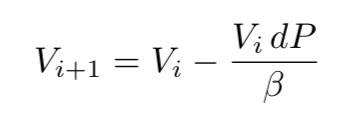 V_{i+1} = V_i - \frac{V_i \, dP}{\beta}